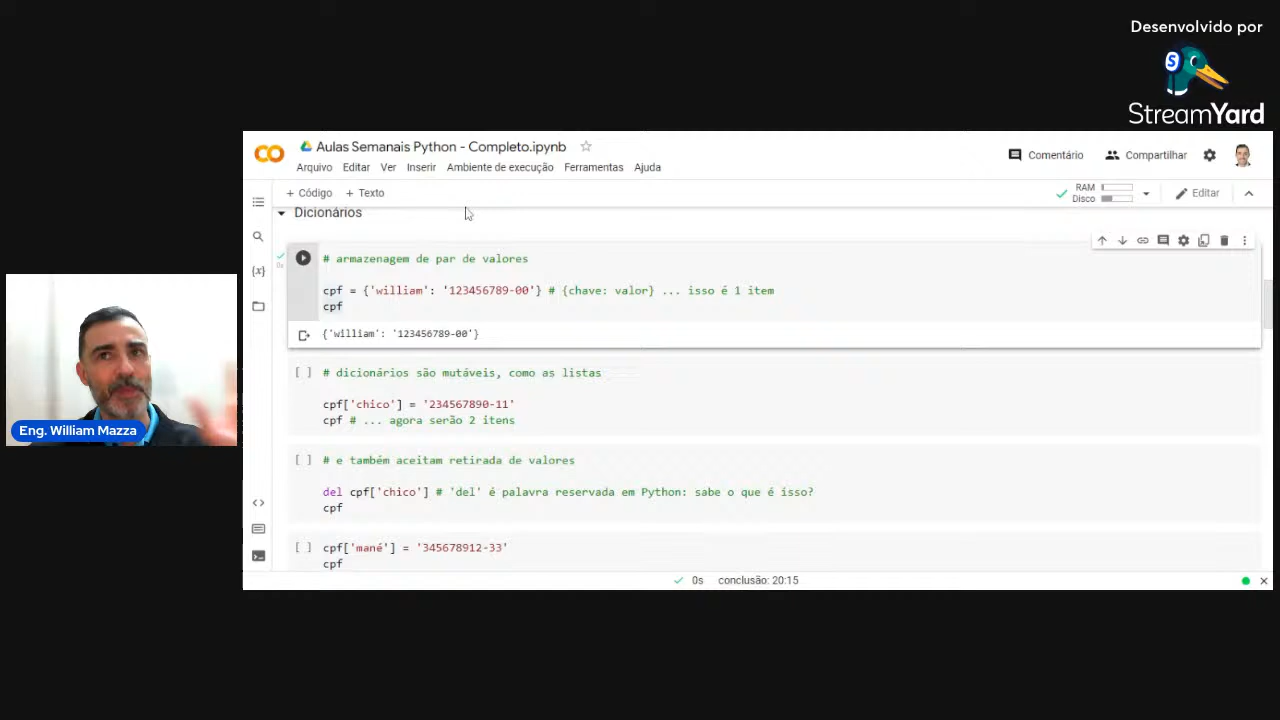 Desenvolvido por
S
StreamYard
Aulas Semanais Python - Completo.ipynb
Comentário
Compartilhar
Arquivo Editar Ver Inserir Ambiente de execução Ferramentas Ajuda
+ Código + Texto
RAM
Disco
Editar
Dicionários
# armazenagem de par de valores
cpf = {'william': '123456789-00'} # {chave: valor} ... isso é 1 item
cpf
{'william': '123456789-00'}
[ ] # dicionários são mutáveis, como as listas
cpf['chico'] = '234567890-11'
cpf # ... agora serão 2 itens
[ ] # e também aceitam retirada de valores
del cpf['chico'] # 'del' é palavra reservada em Python: sabe o que é isso?
cpf
[ ] cpf['mané'] = '345678912-33'
cpf
0s conclusão: 20:15
Eng. William Mazza
{x}
0s